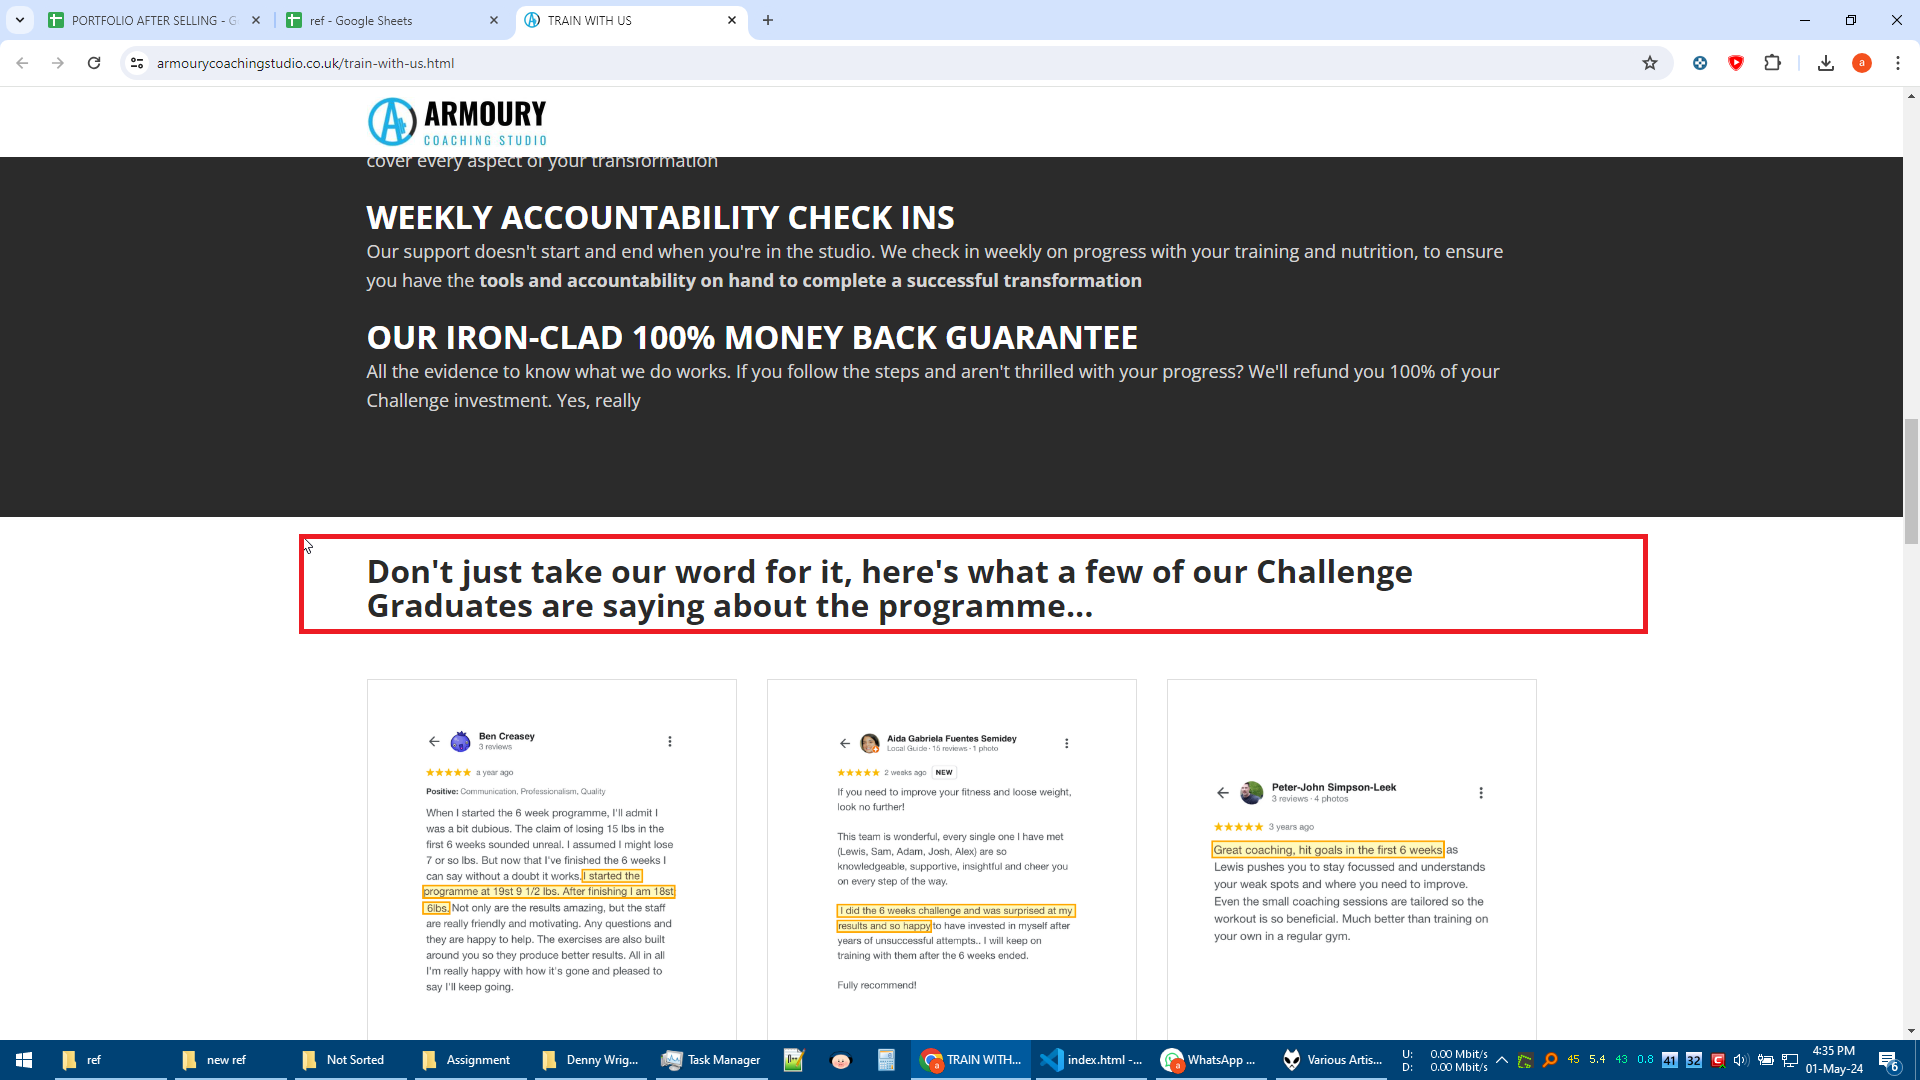 PORTFOLIO AFTER SELLING - G
ref - Google Sheets
TRAIN WITH US
armourycoachingstudio.co.uk/train-with-us.html
a
ARMOURY
COACHING STUDIO
cover every aspect of your transformation
WEEKLY ACCOUNTABILITY CHECK INS
Our support doesn't start and end when you're in the studio. We check in weekly on progress with your training and nutrition, to ensure
you have the tools and accountability on hand to complete a successful transformation
OUR IRON-CLAD 100% MONEY BACK GUARANTEE
All the evidence to know what we do works. If you follow the steps and aren't thrilled with your progress? We'll refund you 100% of your
Challenge investment. Yes, really
Don't just take our word for it, here's what a few of our Challenge
Graduates are saying about the programme...
Ben Creasey
3 reviews
a year ago
Positive: Communication, Professionalism, Quality
When I started the 6 week programme, I'll admit I
was a bit dubious. The claim of losing 15 lbs in the
first 6 weeks sounded unreal. I assumed I might lose
7 or so lbs. But now that I've finished the 6 weeks I
can say without a doubt it works. I started the
programme at 19st 9 1/2 lbs. After finishing I am 18st
6lbs. Not only are the results amazing, but the staff
are really friendly and motivating. Any questions and
they are happy to help. The exercises are also built
around you so they produce better results. All in all
I'm really happy with how it's gone and pleased to
say I'll keep going.
Aida Gabriela Fuentes Semidey
Local Guide · 15 reviews · 1 photo
2 weeks ago NEW
If you need to improve your fitness and loose weight,
look no further!
This team is wonderful, every single one I have met
(Lewis, Sam, Adam, Josh, Alex) are so
knowledgeable, supportive, insightful and cheer you
on every step of the way.
I did the 6 weeks challenge and was surprised at my
results and so happy to have invested in myself after
years of unsuccessful attempts.. I will keep on
training with them after the 6 weeks ended.
Fully recommend!
Peter-John Simpson-Leek
3 reviews · 4 photos
3 years ago
Great coaching, hit goals in the first 6 weeks as
Lewis pushes you to stay focussed and understands
your weak spots and where you need to improve.
Even the small coaching sessions are tailored so the
workout is so beneficial. Much better than training on
your own in a regular gym.
ref
new ref
Not Sorted
Assignment
Denny Wrig...
Task Manager
TRAIN WITH...
index.html -...
WhatsApp ...
Various Artis...
U: 0.00 Mbit/s
D: 0.00 Mbit/s
45 5.4 43 0.8 41 32
4:35 PM
01-May-24
6